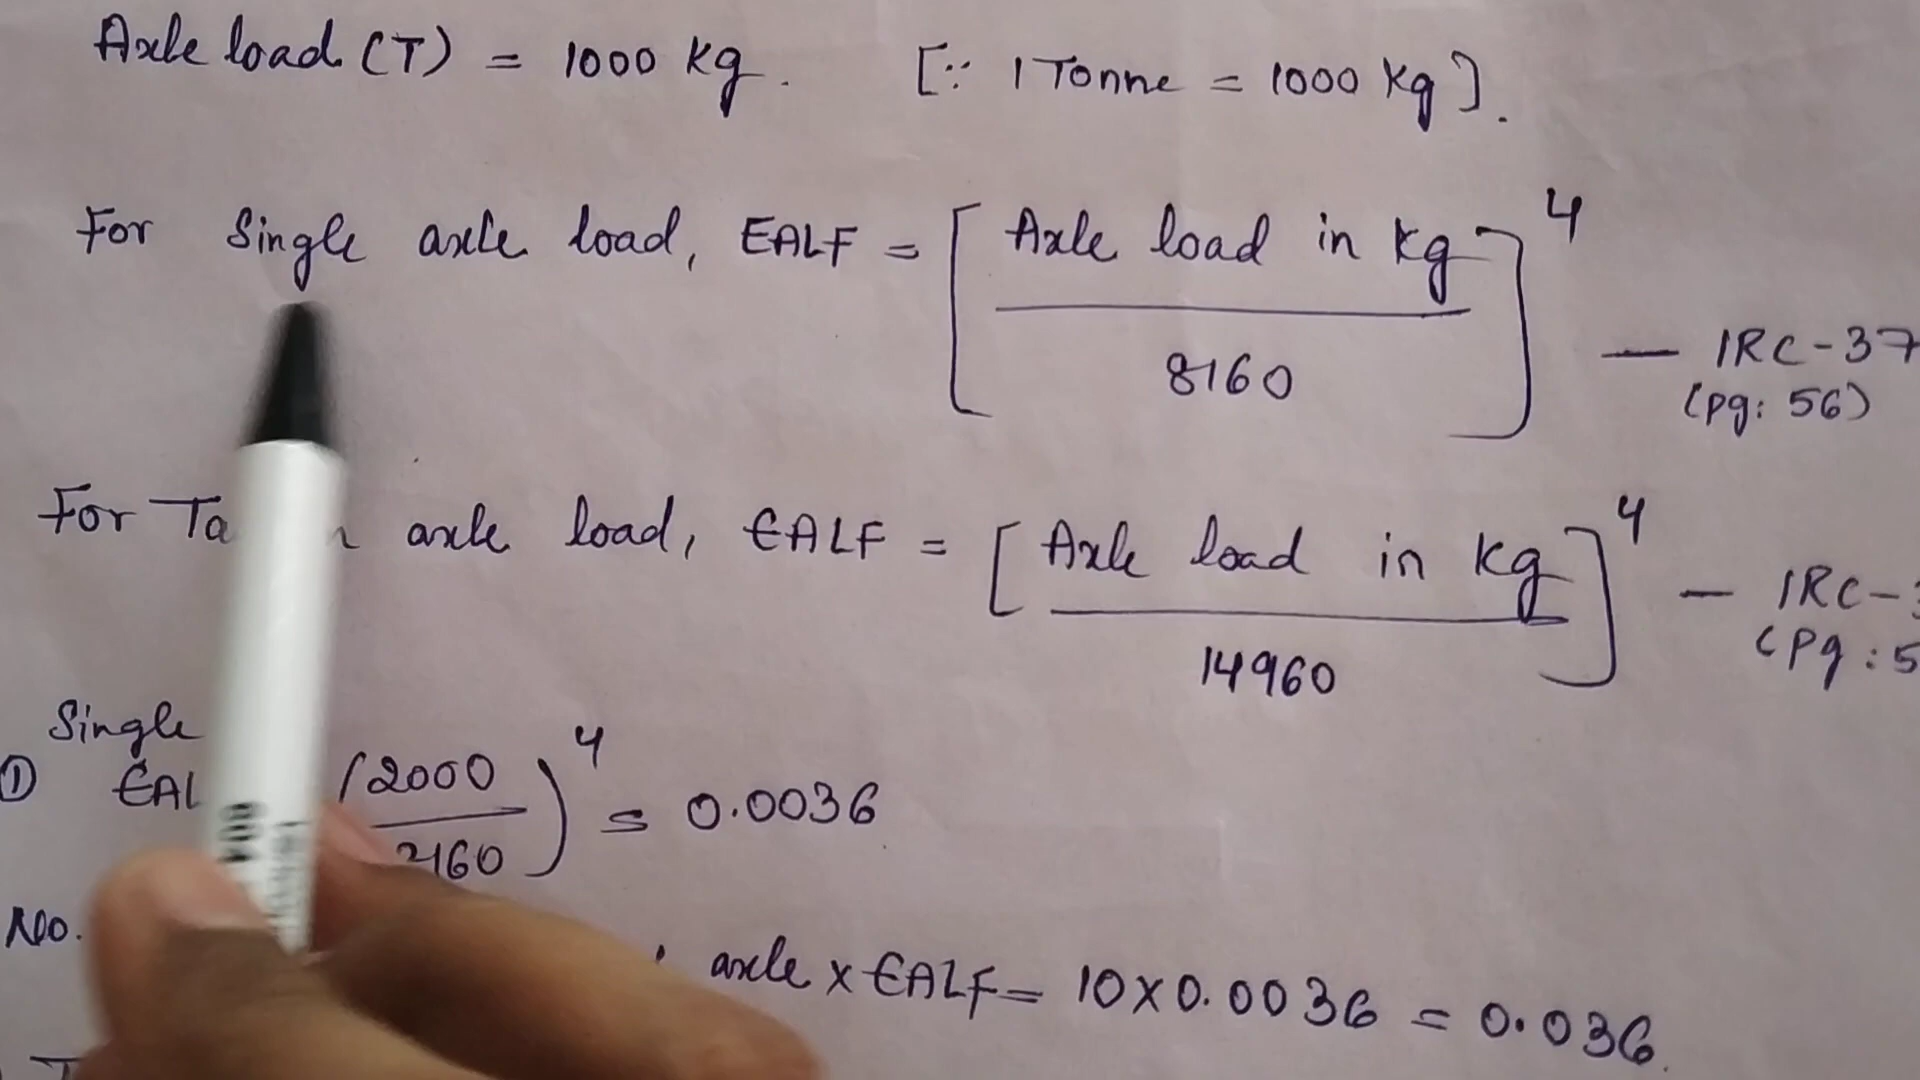 Axle load (T) = 1000 kg. [∵ 1 Tonne = 1000 kg].
For Single axle load, EALF = [Axle load in kg / 8160]^4 — IRC-37
(pg: 56)
For axle load, EALF = [Axle load in kg / 14960]^4 — IRC-
(Pg: 5
Single
① EAL (2000 / 160)^4 = 0.0036
No. axle x EALF = 10 x 0.0036 = 0.036.